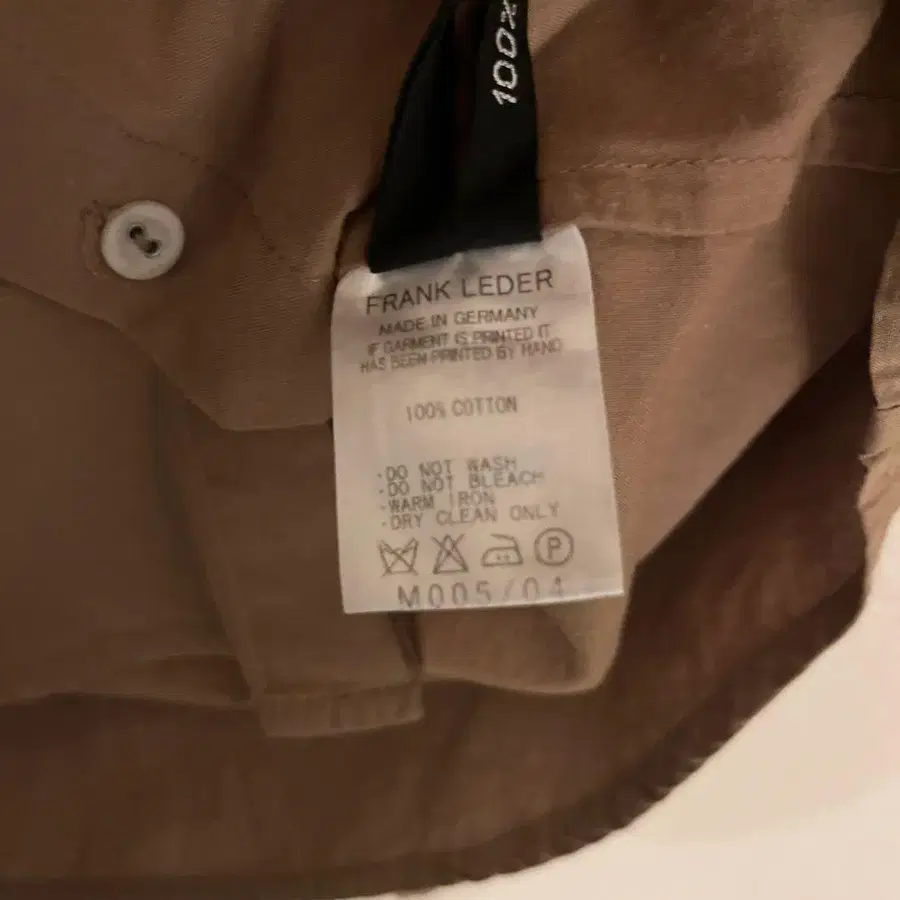 100%
FRANK LEDER
MADE IN GERMANY
IF GARMENT IS PRINTED IT
HAS BEEN PRINTED BY HAND
100% COTTON
-DO NOT WASH
-DO NOT BLEACH
-WARM IRON
-DRY CLEAN ONLY
P
M005/04